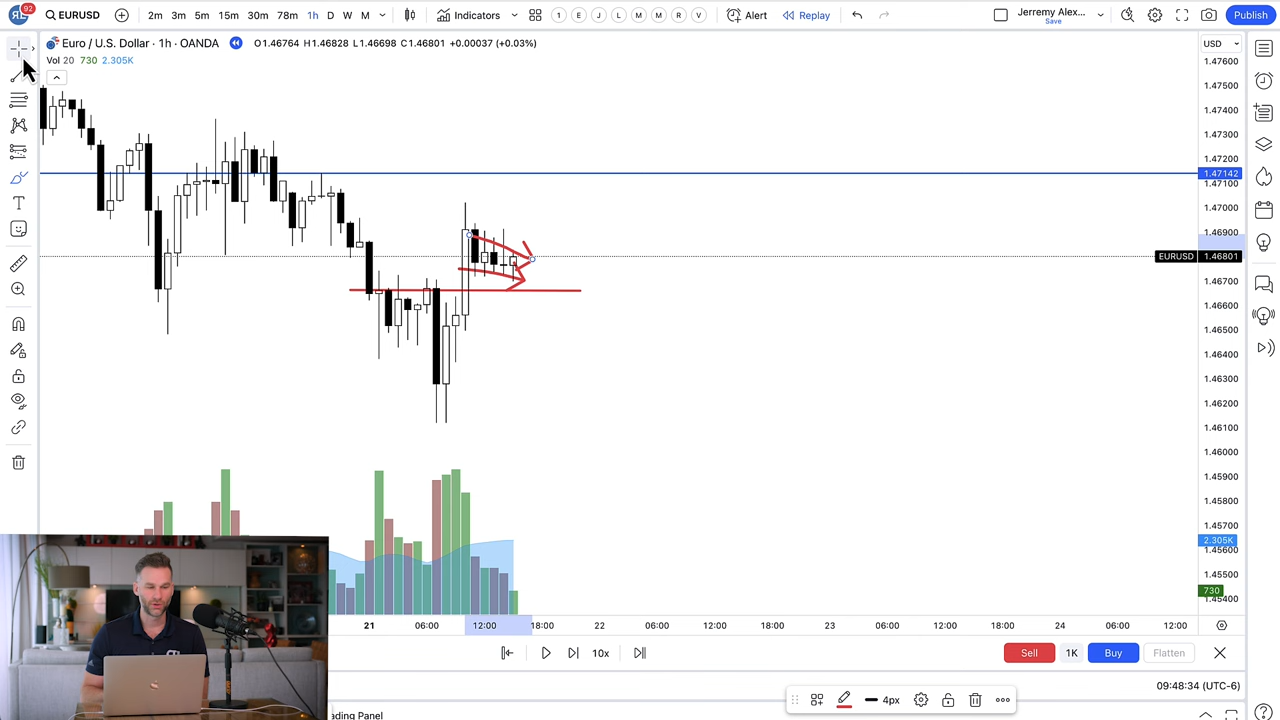 RL 92 EURUSD 2m 3m 5m 15m 30m 78m 1h D W M Indicators 1 E J L M M R V Alert Replay Jerremy Alex... Save Publish
Euro / U.S. Dollar · 1h · OANDA O1.46764 H1.46828 L1.46698 C1.46801 +0.00037 (+0.03%) USD
Vol 20 730 2.305K
1.47600
1.47500
1.47400
1.47300
1.47200
1.47142
1.47100
1.47000
1.46900
EURUSD 1.46801
1.46700
1.46600
1.46500
1.46400
1.46300
1.46200
1.46100
1.46000
1.45900
1.45800
1.45700
2.305K
1.45600
1.45500
730
1.45400
21 06:00 12:00 18:00 22 06:00 12:00 18:00 23 06:00 12:00 18:00 24 06:00 12:00
10x Sell 1K Buy Flatten
09:48:34 (UTC-6)
4px
ading Panel